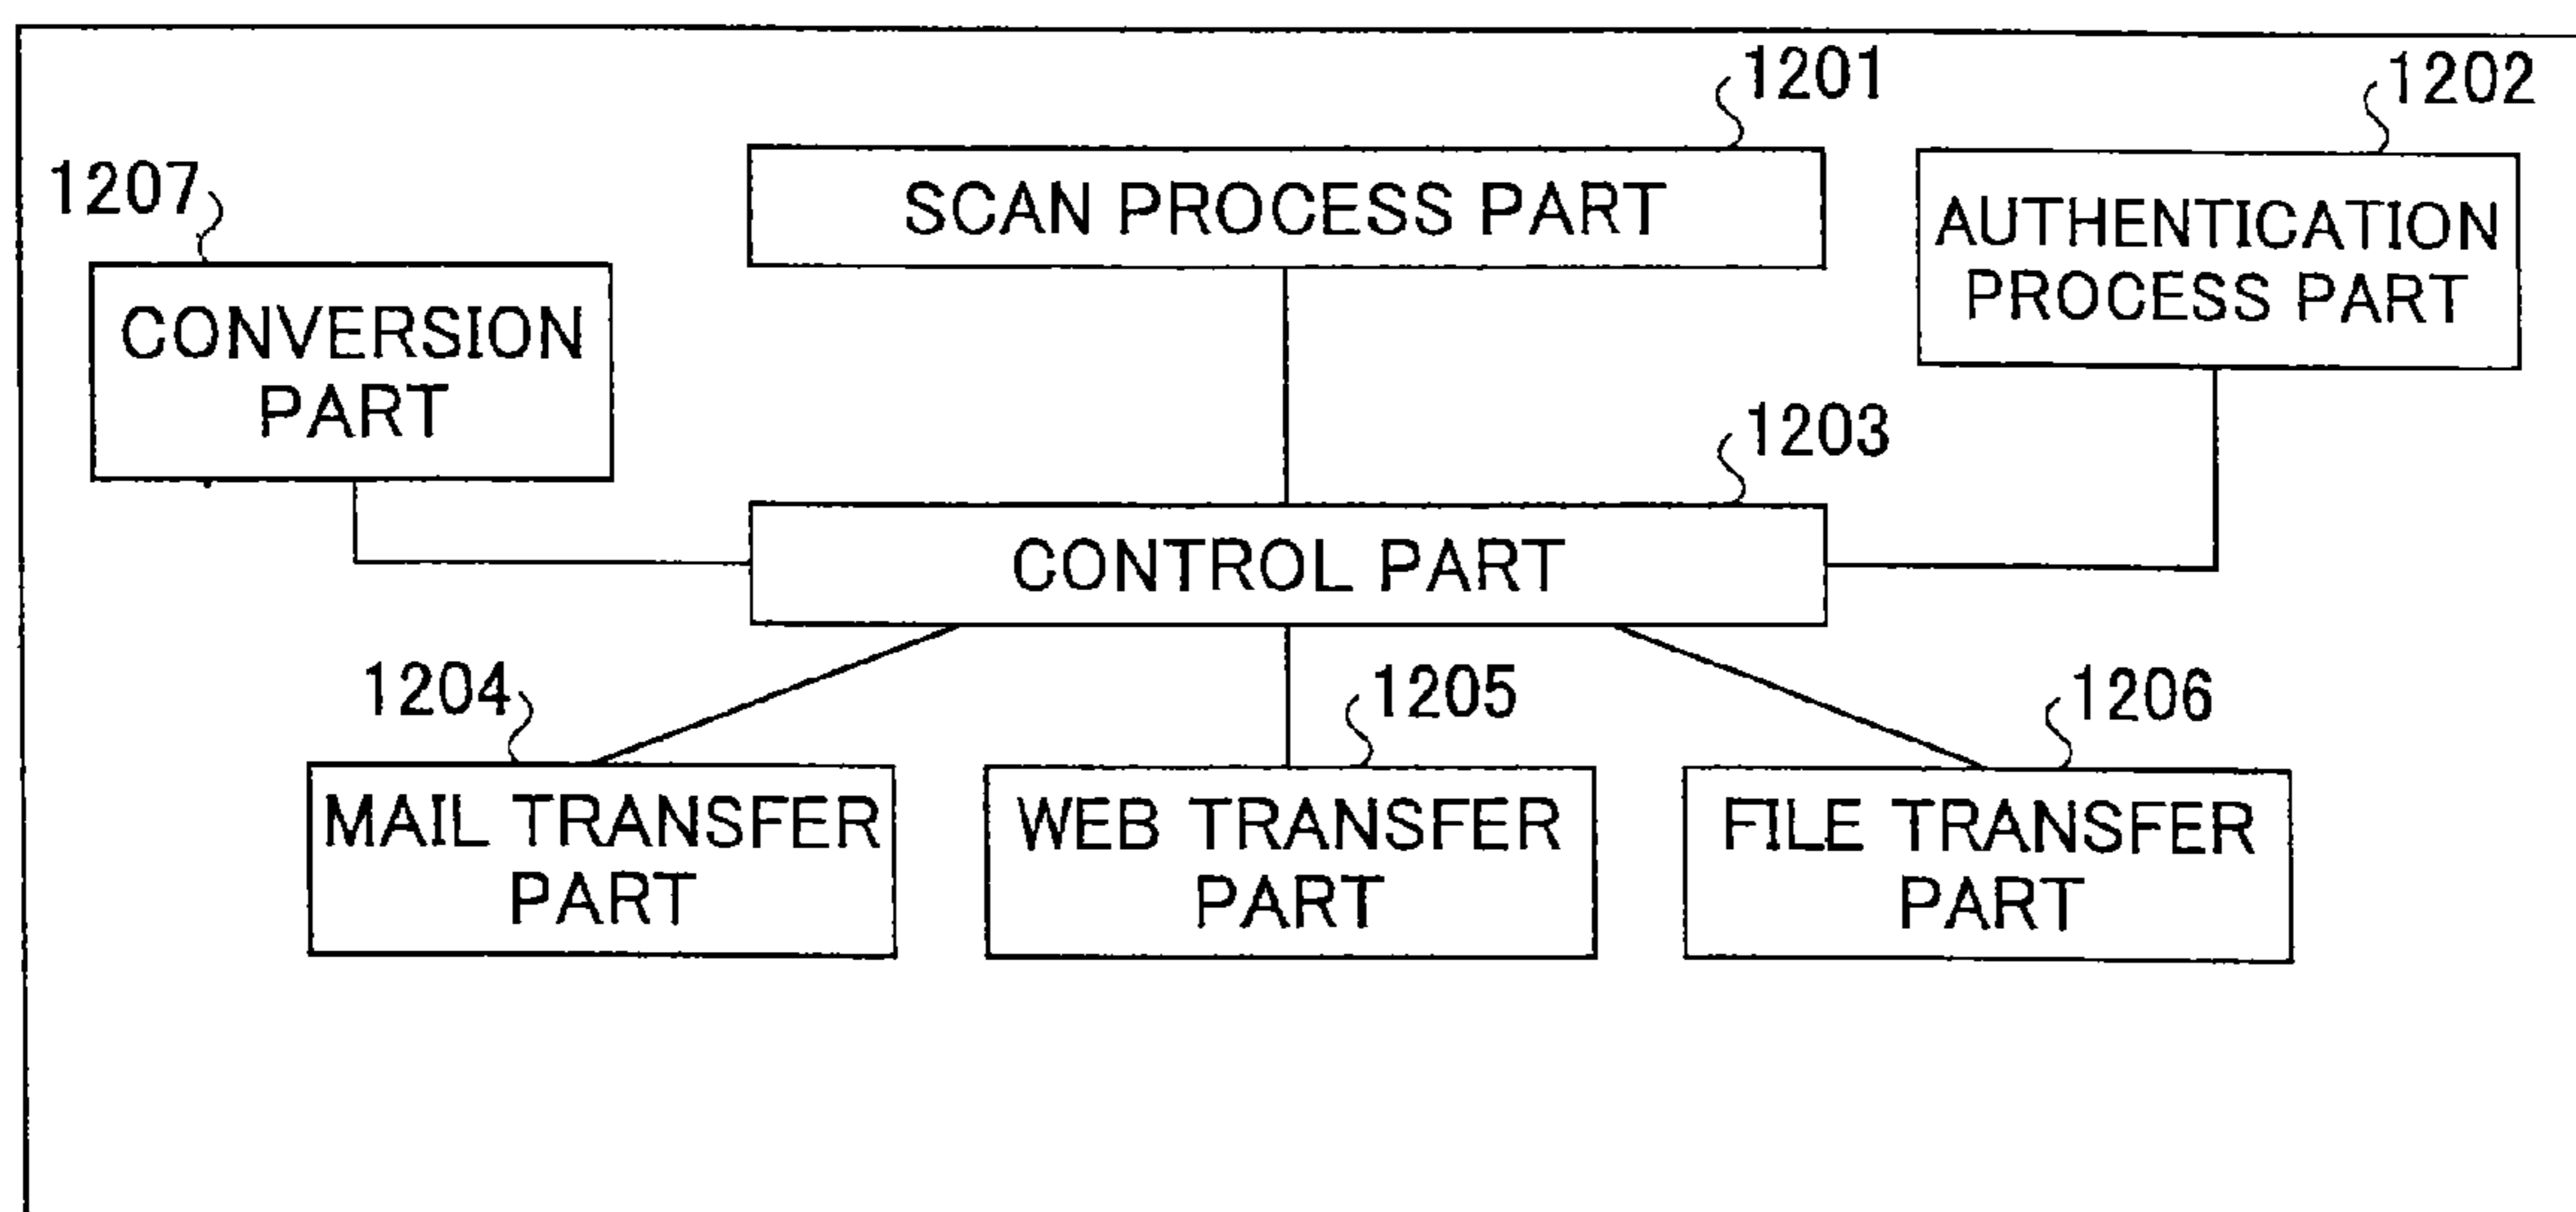 1201
1202
1207
SCAN PROCESS PART
AUTHENTICATION
PROCESS PART
CONVERSION
PART
1203
CONTROL PART
1204
1205
1206
MAIL TRANSFER
PART
WEB TRANSFER
PART
FILE TRANSFER
PART